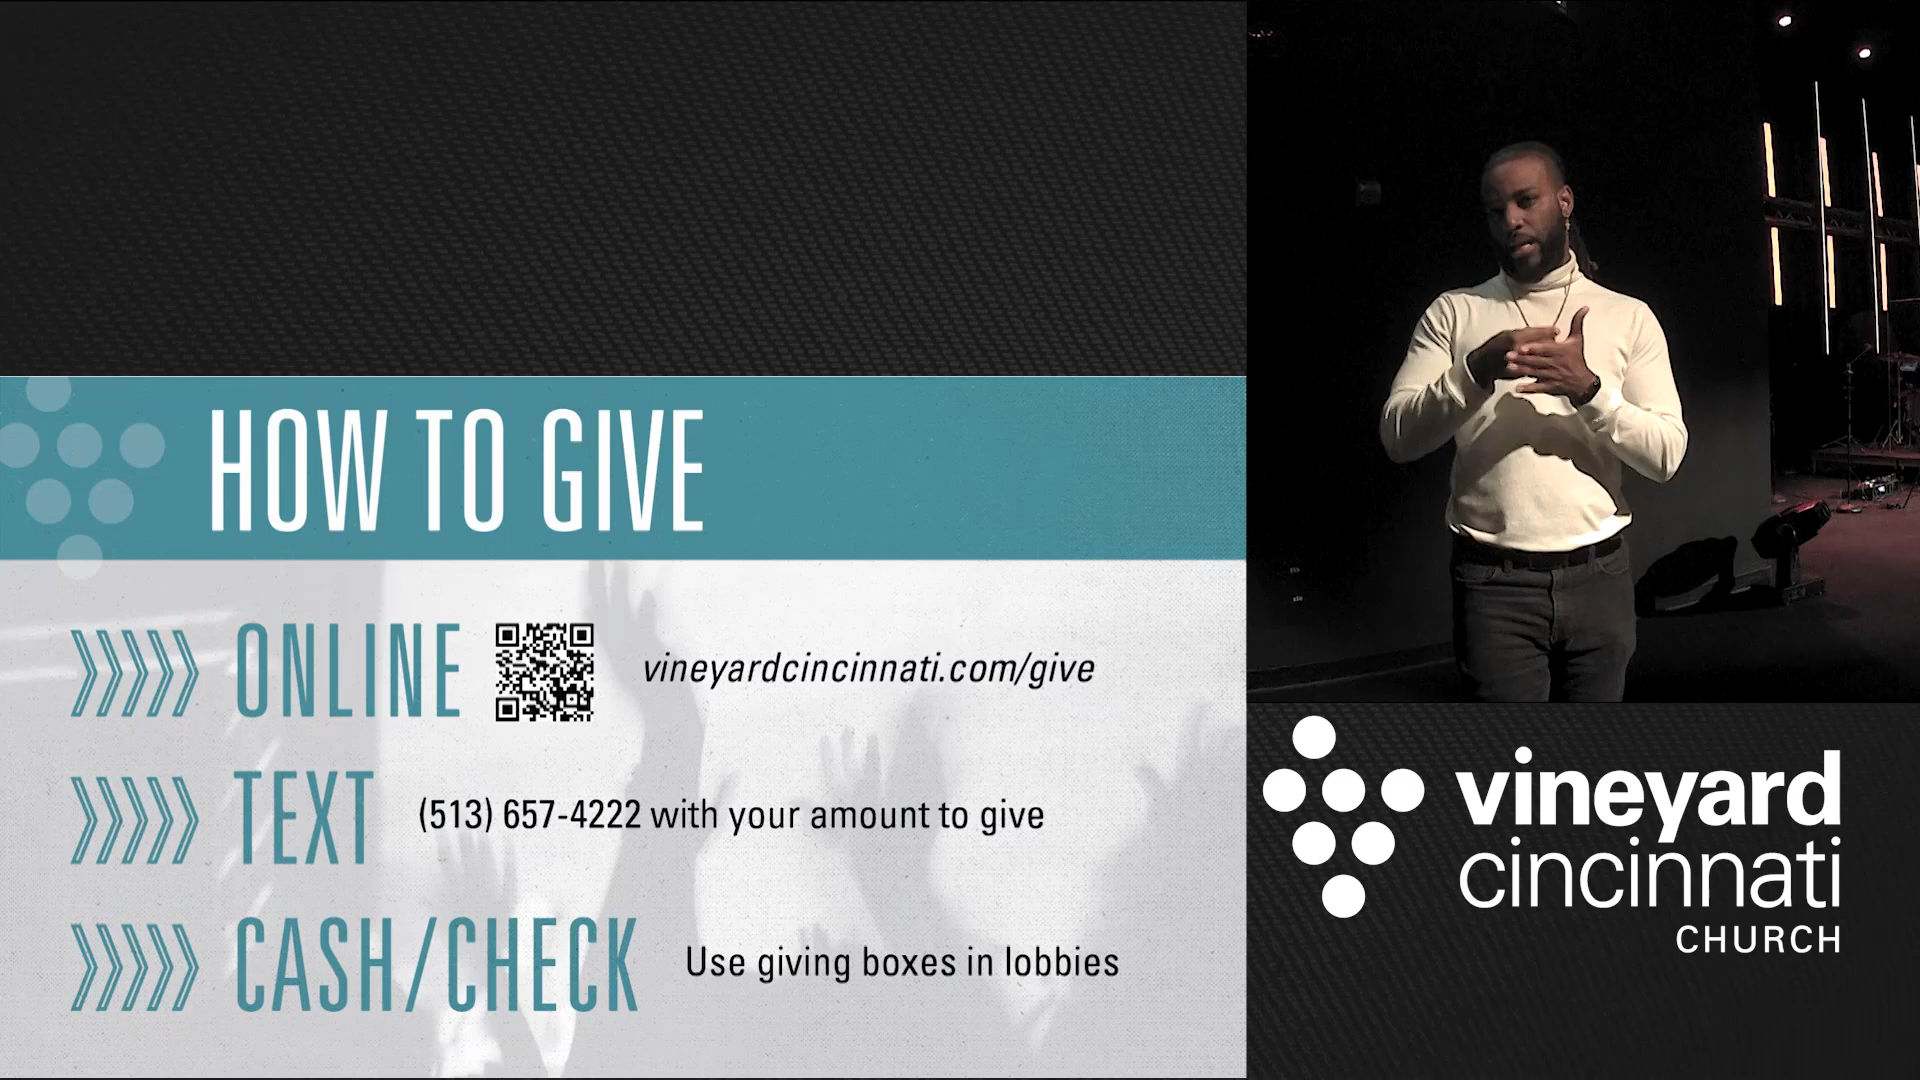 HOW TO GIVE
ONLINE vineyardcincinnati.com/give
TEXT (513) 657-4222 with your amount to give
CASH/CHECK Use giving boxes in lobbies
vineyard
cincinnati
CHURCH